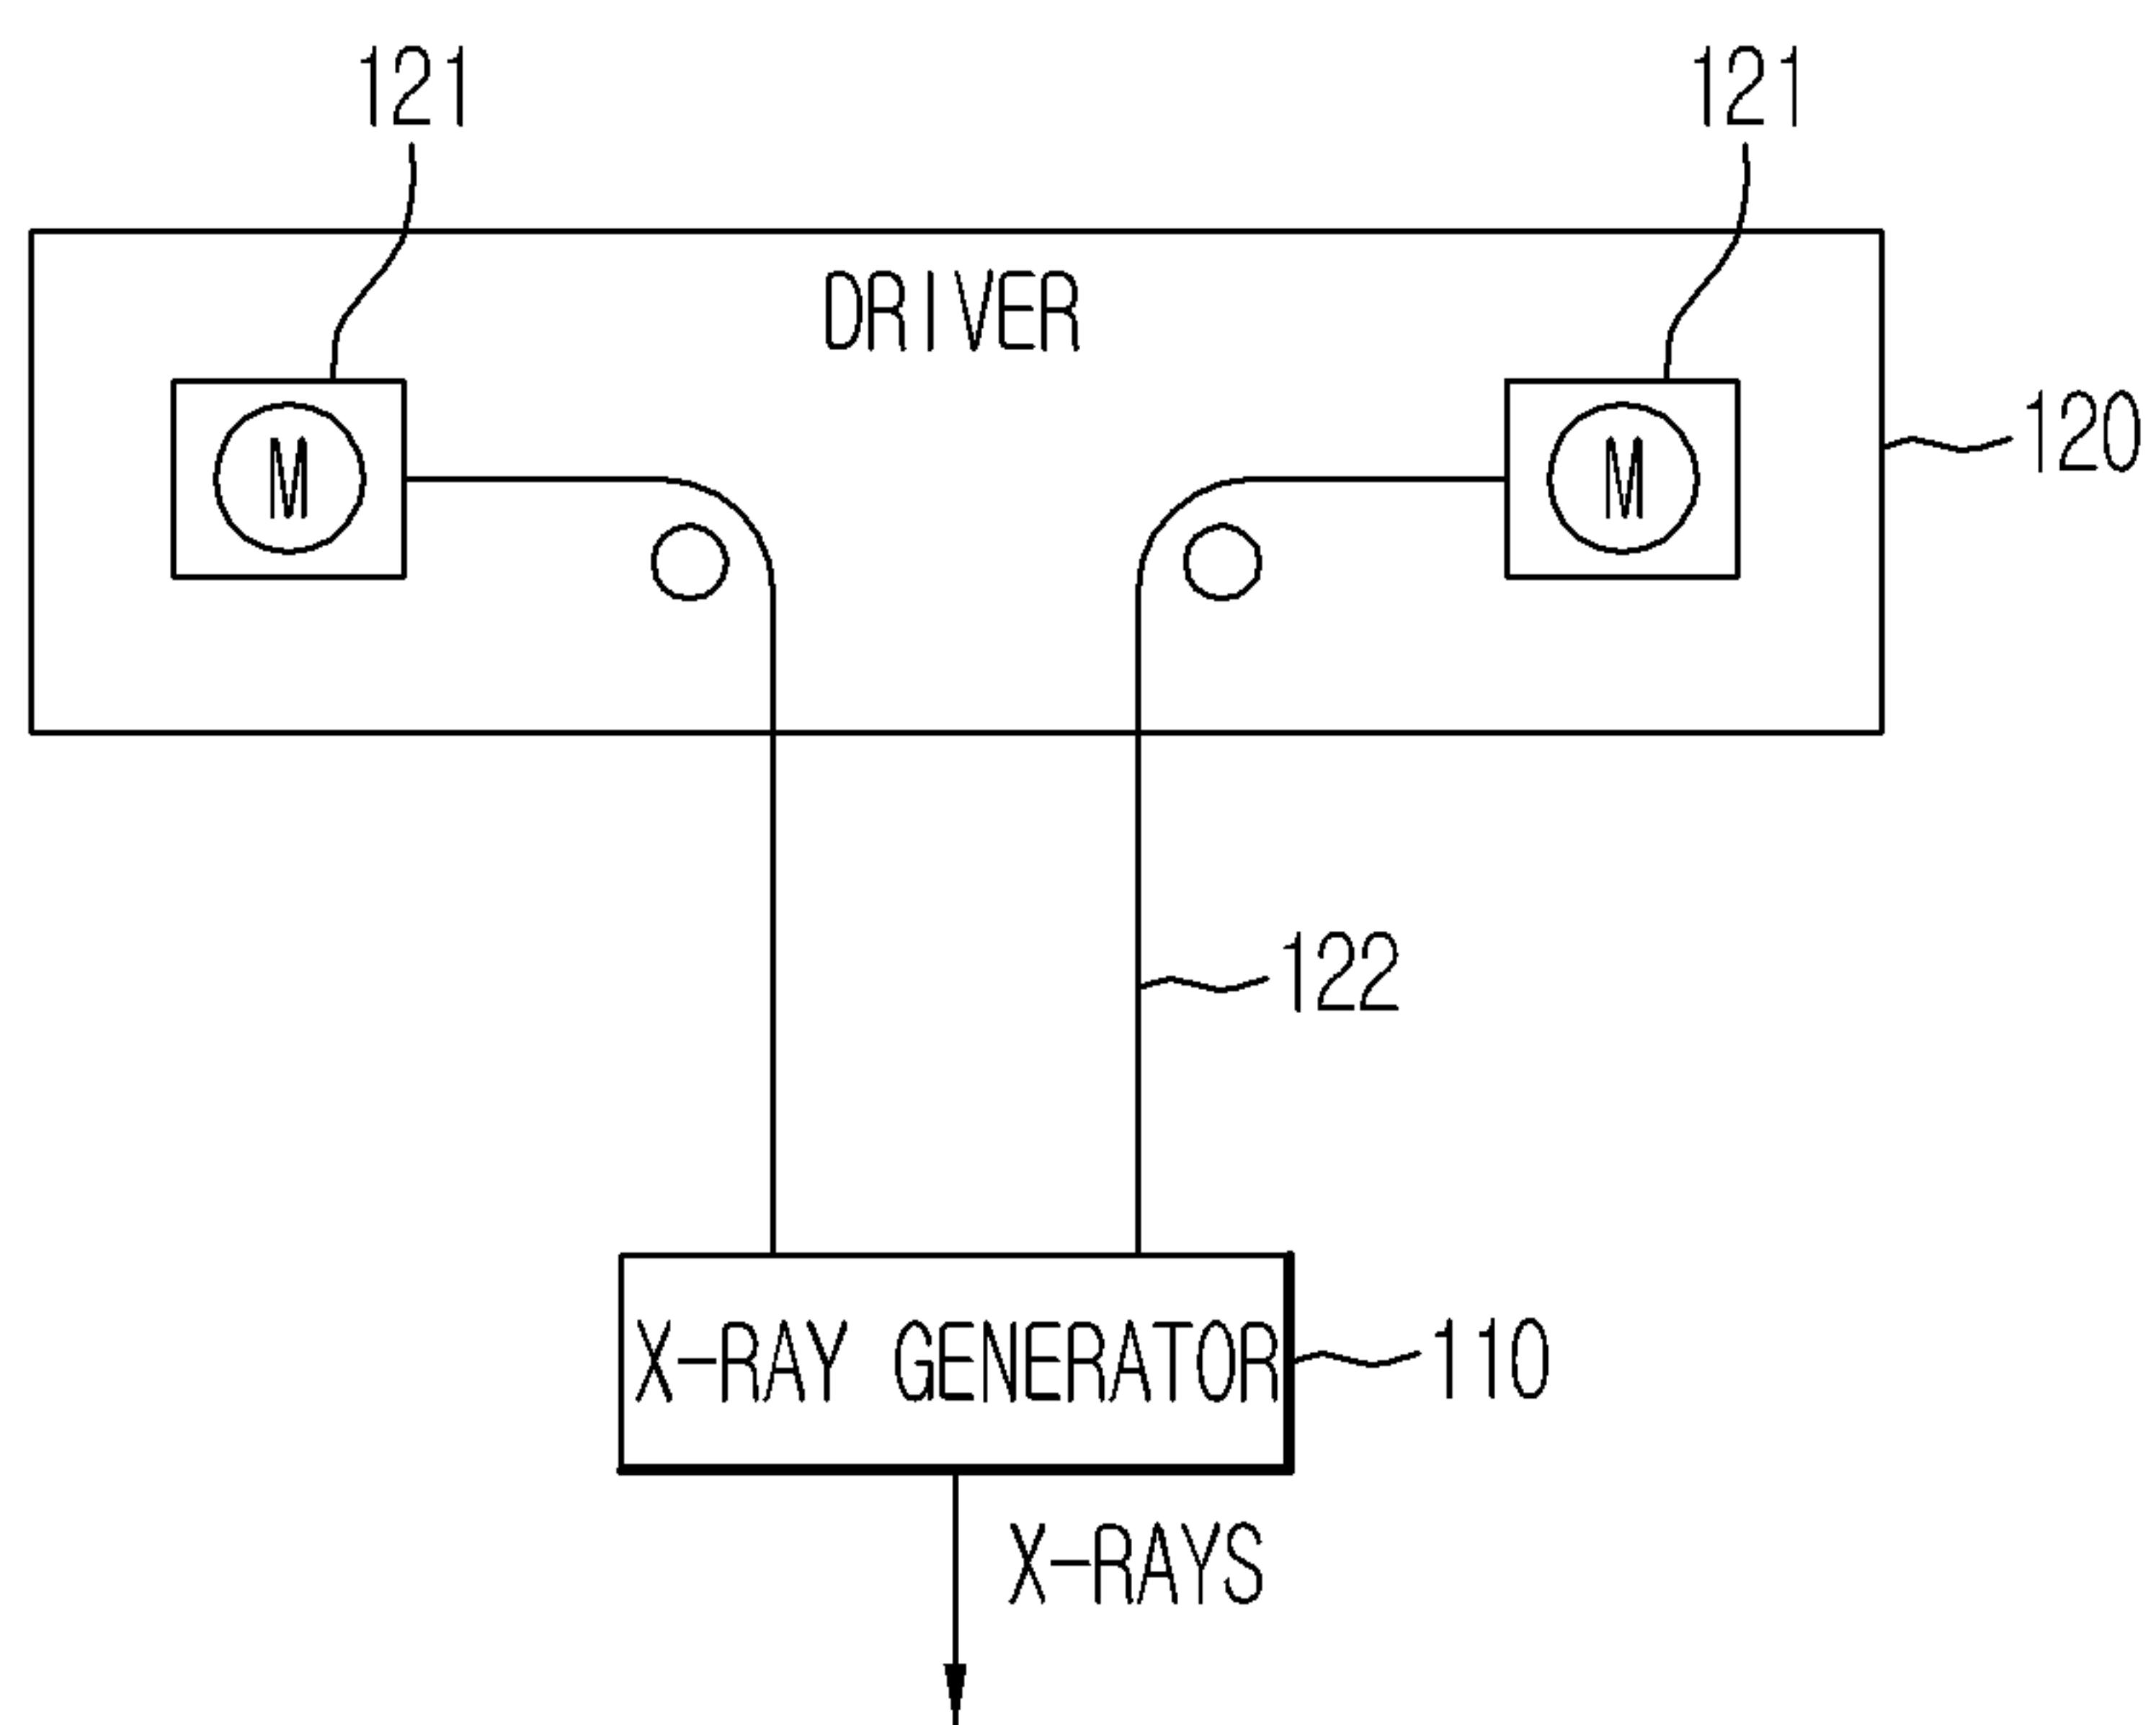 121 121
DRIVER
M M
120
122
X-RAY GENERATOR
110
X-RAYS